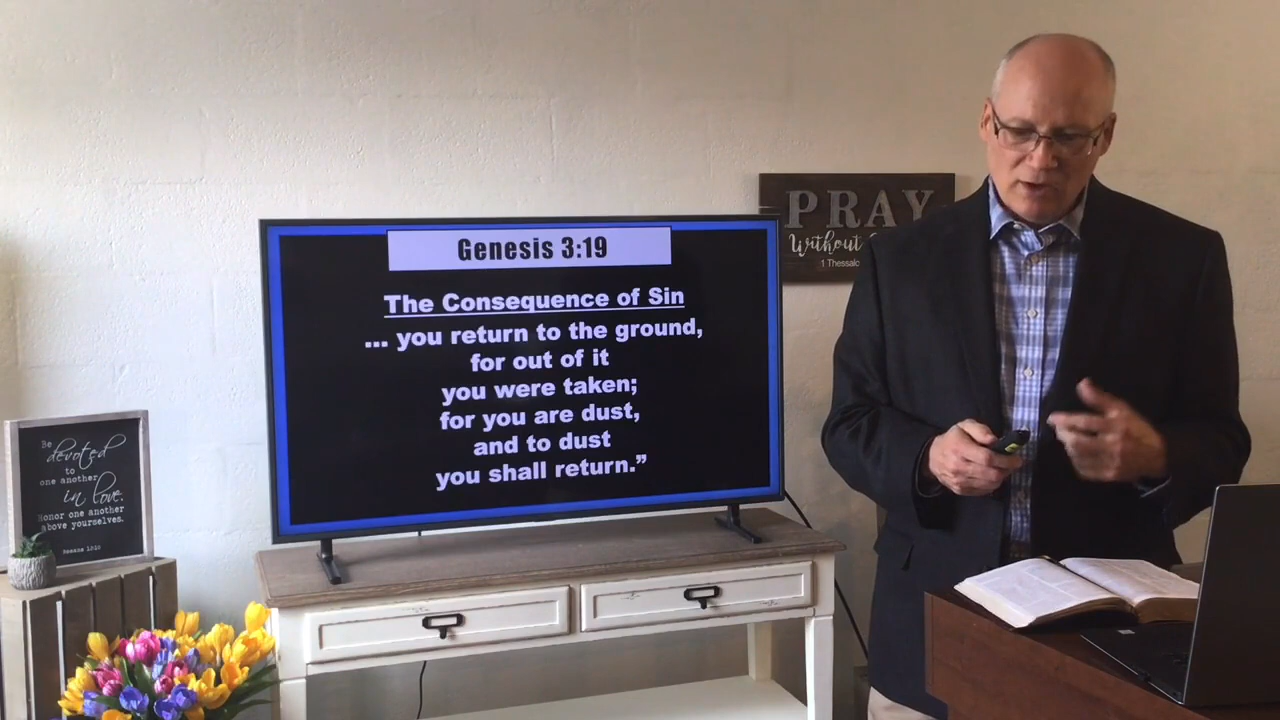 Genesis 3:19
The Consequence of Sin
... you return to the ground,
for out of it
you were taken;
for you are dust,
and to dust
you shall return.”
PRAY
Without
1 Thessalo
Be
devoted
to
one another
in love.
Honor one another
above yourselves.
Romans 12:10